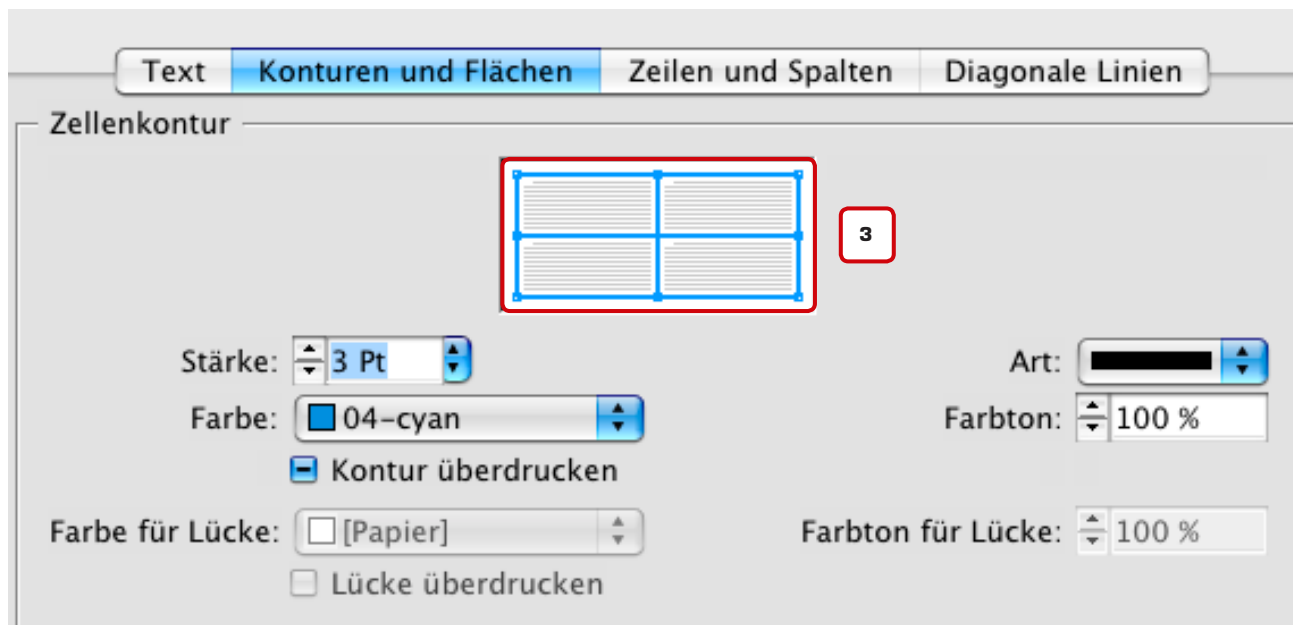 Text Konturen und Flächen Zeilen und Spalten Diagonale Linien
Zellenkontur
3
Stärke: 3 Pt Art:
Farbe: 04-cyan Farbton: 100 %
Kontur überdrucken
Farbe für Lücke: [Papier] Farbton für Lücke: 100 %
Lücke überdrucken